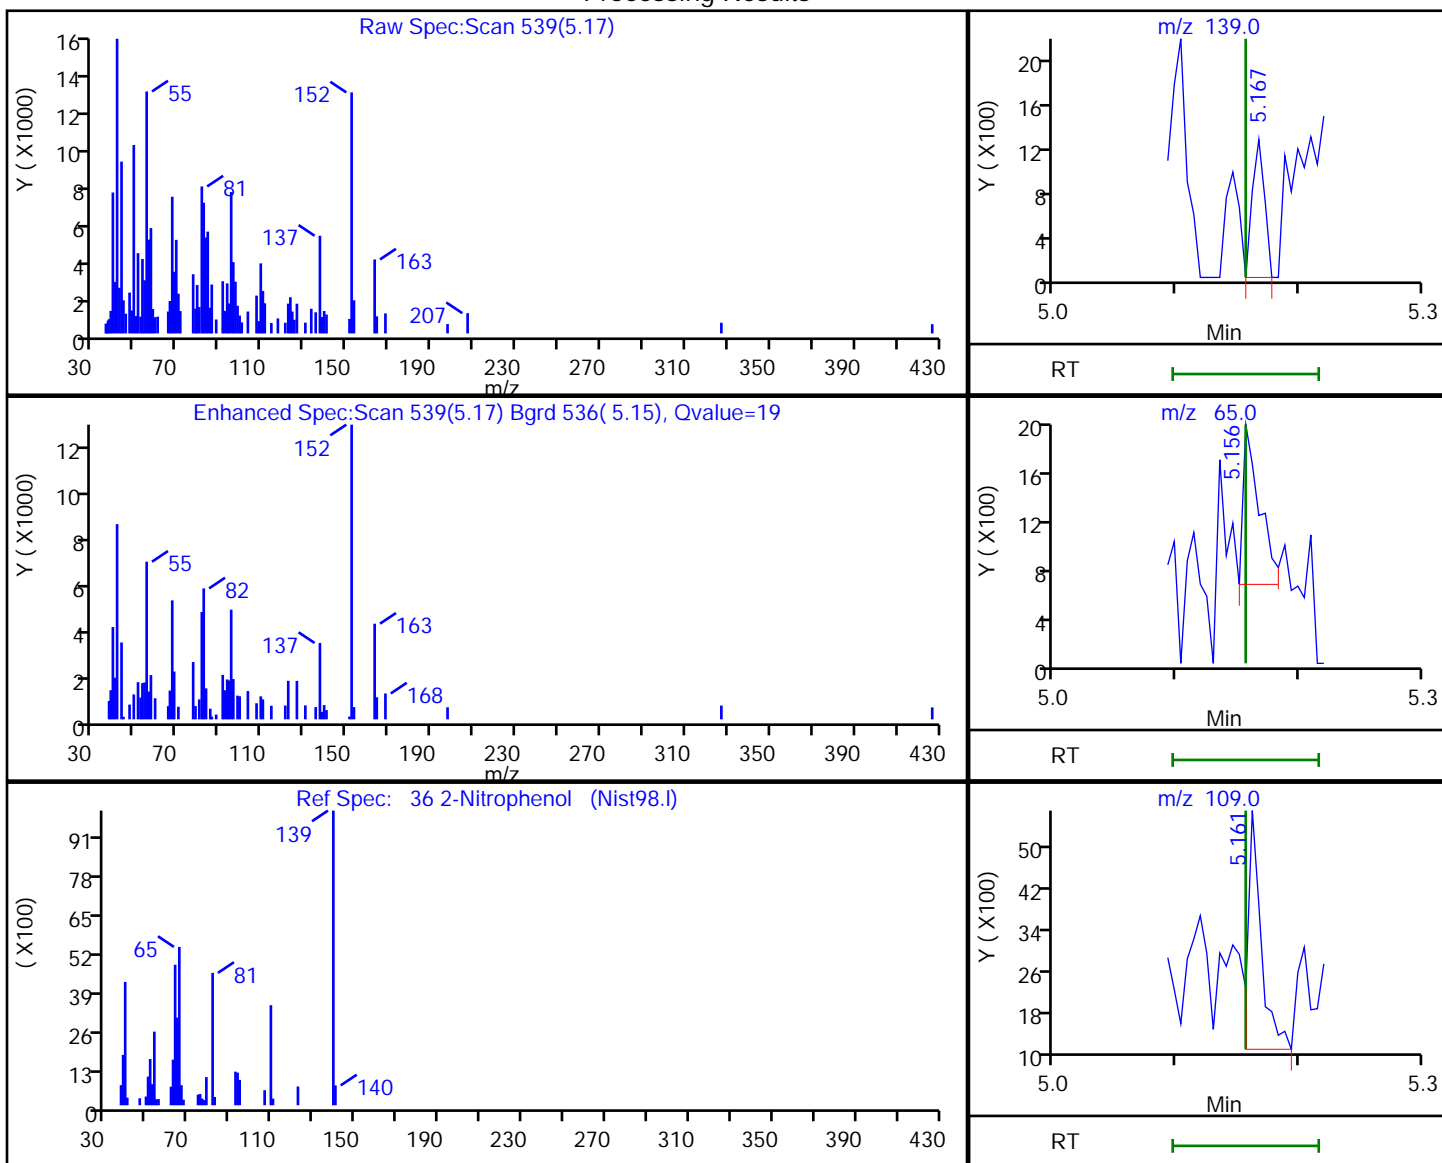 Processing Results
Raw Spec:Scan 539(5.17)
Y ( X1000)
16
14
12
10
8
6
4
2
0
55
152
81
137
163
207
30 70 110 150 190 230 270 310 350 390 430
m/z
m/z 139.0
Y ( X100)
20
16
12
8
4
0
5.167
5.0 5.3
Min
RT
Enhanced Spec:Scan 539(5.17) Bgrd 536( 5.15), Qvalue=19
Y ( X1000)
12
10
8
6
4
2
0
152
55
82
137
163
168
30 70 110 150 190 230 270 310 350 390 430
m/z
m/z 65.0
Y ( X100)
20
16
12
8
4
0
5.156
5.0 5.3
Min
RT
Ref Spec: 36 2-Nitrophenol (Nist98.l)
( X100)
91
78
65
52
39
26
13
0
139
65
81
140
30 70 110 150 190 230 270 310 350 390 430
m/z 109.0
Y ( X100)
50
42
34
26
18
10
5.161
5.0 5.3
Min
RT